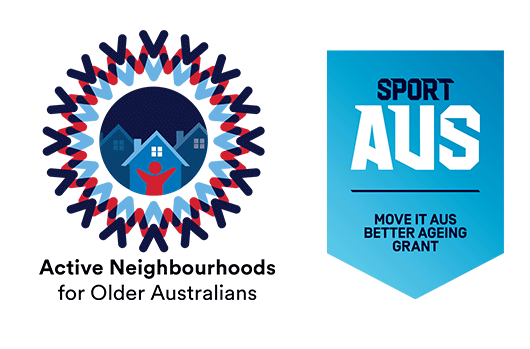 Active Neighbourhoods
for Older Australians
SPORT
AUS
MOVE IT AUS
BETTER AGEING
GRANT